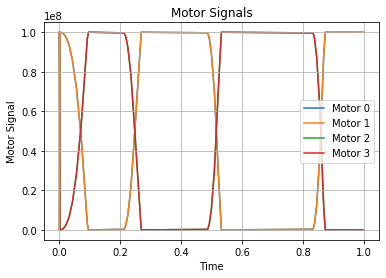 Motor Signals
1e8
1.0
0.8
0.6
0.4
0.2
0.0
Motor Signal
Motor 0
Motor 1
Motor 2
Motor 3
0.0 0.2 0.4 0.6 0.8 1.0
Time